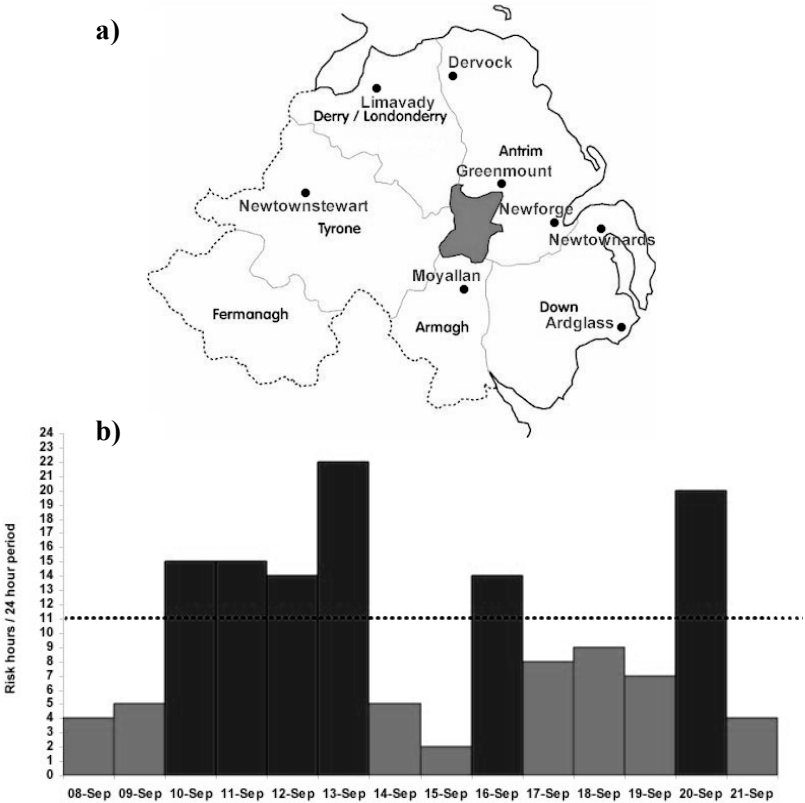 a)
Dervock
Limavady
Derry / Londonderry
Antrim
Greenmount
Newtownstewart
Newforge
Tyrone
Newtownards
Moyallan
Fermanagh
Down
Armagh
Ardglass
b)
Risk hours / 24 hour period
24
23
22
21
20
19
18
17
16
15
14
13
12
11
10
9
8
7
6
5
4
3
2
1
0
08-Sep 09-Sep 10-Sep 11-Sep 12-Sep 13-Sep 14-Sep 15-Sep 16-Sep 17-Sep 18-Sep 19-Sep 20-Sep 21-Sep